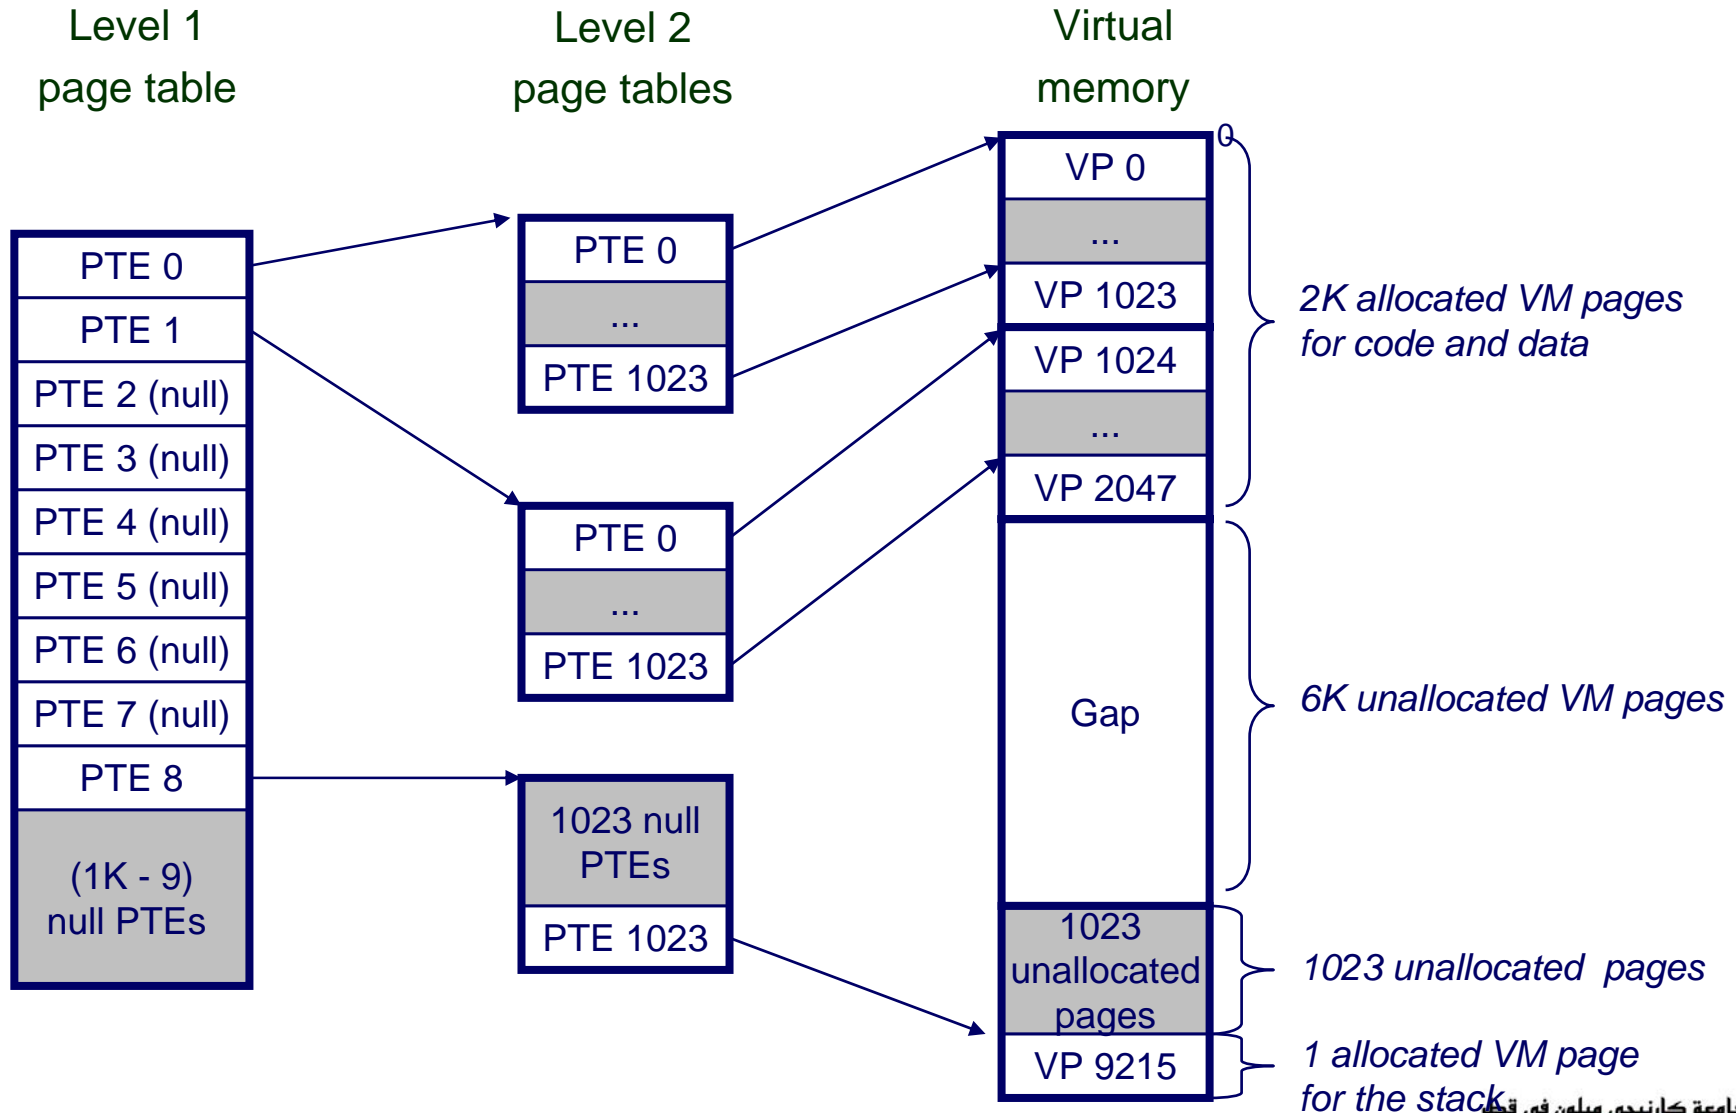 Level 1
page table
Level 2
page tables
Virtual
memory
PTE 0
PTE 1
PTE 2 (null)
PTE 3 (null)
PTE 4 (null)
PTE 5 (null)
PTE 6 (null)
PTE 7 (null)
PTE 8
(1K - 9)
null PTEs
PTE 0
...
PTE 1023
PTE 0
...
PTE 1023
1023 null
PTEs
PTE 1023
0
VP 0
...
VP 1023
VP 1024
...
VP 2047
Gap
1023
unallocated
pages
VP 9215
2K allocated VM pages
for code and data
6K unallocated VM pages
1023 unallocated pages
1 allocated VM page
for the stack
كارنيجي ميلون في